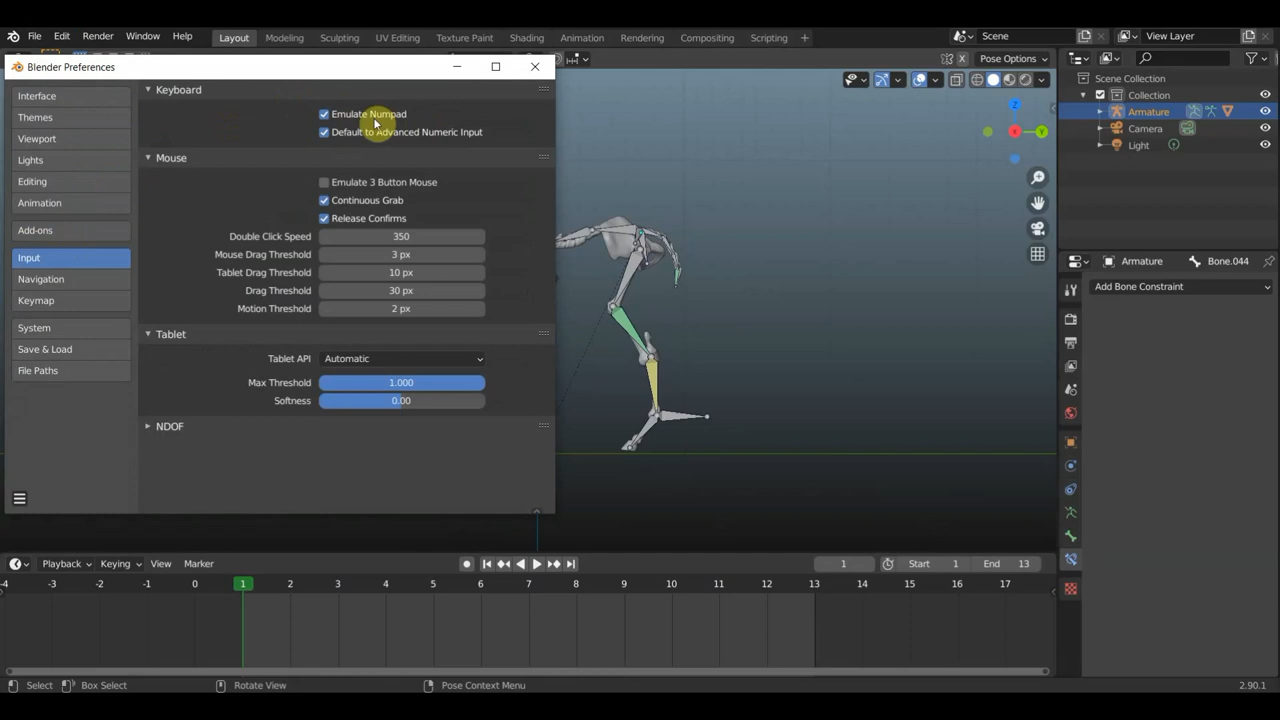 File Edit Render Window Help Layout Modeling Sculpting UV Editing Texture Paint Shading Animation Rendering Compositing Scripting + Scene View Layer
Blender Preferences
X Pose Options
Interface
Themes
Viewport
Lights
Editing
Animation
Add-ons
Input
Navigation
Keymap
System
Save & Load
File Paths
Keyboard
Emulate Numpad
Default to Advanced Numeric Input
Mouse
Emulate 3 Button Mouse
Continuous Grab
Release Confirms
Double Click Speed 350
Mouse Drag Threshold 3 px
Tablet Drag Threshold 10 px
Drag Threshold 30 px
Motion Threshold 2 px
Tablet
Tablet API Automatic
Max Threshold 1.000
Softness 0.00
NDOF
Z
X Y
Scene Collection
Collection
Armature
Camera
Light
Armature Bone.044
Add Bone Constraint
Playback Keying View Marker 1 Start 1 End 13
-4 -3 -2 -1 0 1 2 3 4 5 6 7 8 9 10 11 12 13 14 15 16 17
Select Box Select Rotate View Pose Context Menu 2.90.1